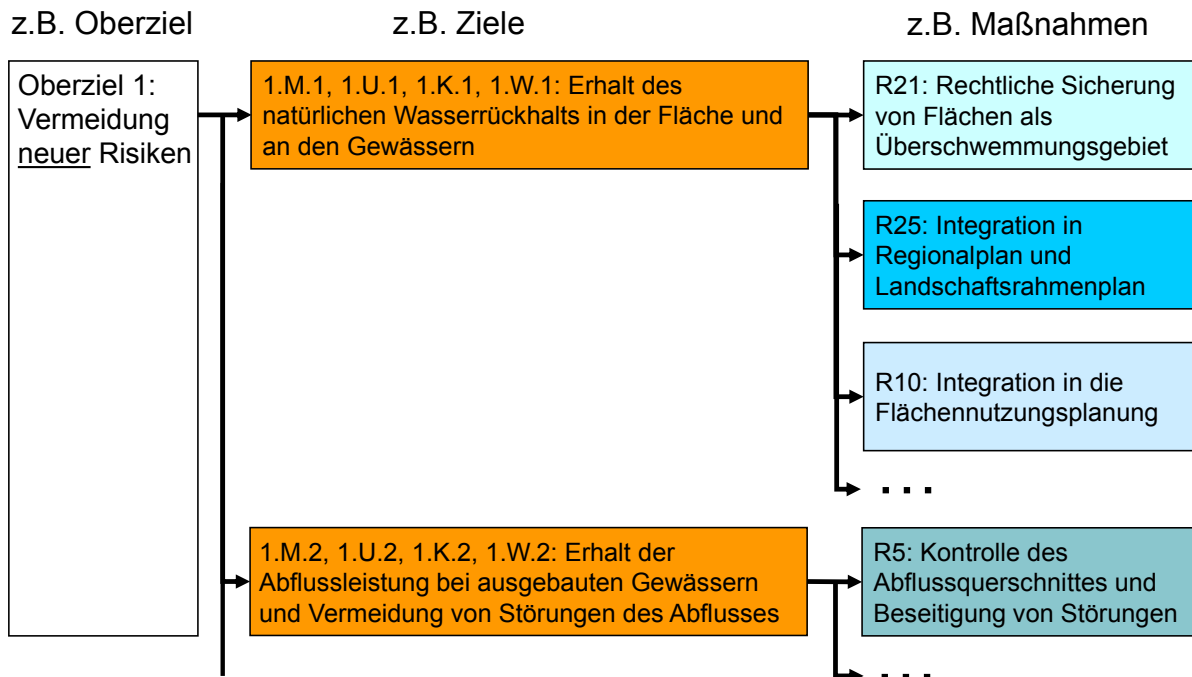 z.B. Oberziel
z.B. Ziele
z.B. Maßnahmen
Oberziel 1:
Vermeidung
neuer Risiken
1.M.1, 1.U.1, 1.K.1, 1.W.1: Erhalt des
natürlichen Wasserrückhalts in der Fläche und
an den Gewässern
R21: Rechtliche Sicherung
von Flächen als
Überschwemmungsgebiet
R25: Integration in
Regionalplan und
Landschaftsrahmenplan
R10: Integration in die
Flächennutzungsplanung
. . .
1.M.2, 1.U.2, 1.K.2, 1.W.2: Erhalt der
Abflussleistung bei ausgebauten Gewässern
und Vermeidung von Störungen des Abflusses
R5: Kontrolle des
Abflussquerschnittes und
Beseitigung von Störungen
. . .